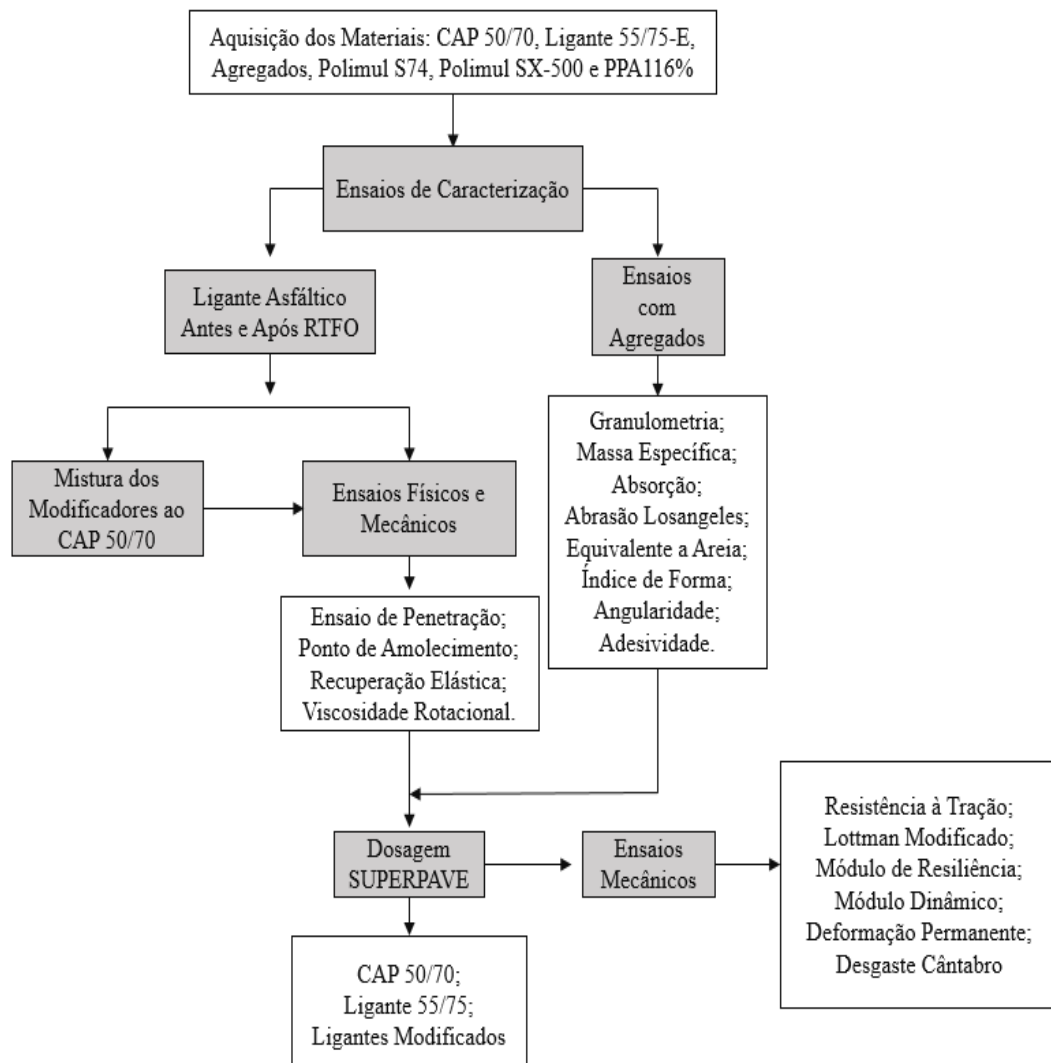 Aquisição dos Materiais: CAP 50/70, Ligante 55/75-E,
Agregados, Polimul S74, Polimul SX-500 e PPA116%
Ensaios de Caracterização
Ligante Asfáltico
Antes e Após RTFO
Ensaios
com
Agregados
Mistura dos
Modificadores ao
CAP 50/70
Ensaios Físicos e
Mecânicos
Granulometria;
Massa Específica;
Absorção;
Abrasão Losangeles;
Equivalente a Areia;
Índice de Forma;
Angularidade;
Adesividade.
Ensaio de Penetração;
Ponto de Amolecimento;
Recuperação Elástica;
Viscosidade Rotacional.
Dosagem
SUPERPAVE
Ensaios
Mecânicos
Resistência à Tração;
Lottman Modificado;
Módulo de Resiliência;
Módulo Dinâmico;
Deformação Permanente;
Desgaste Cântabro
CAP 50/70;
Ligante 55/75;
Ligantes Modificados